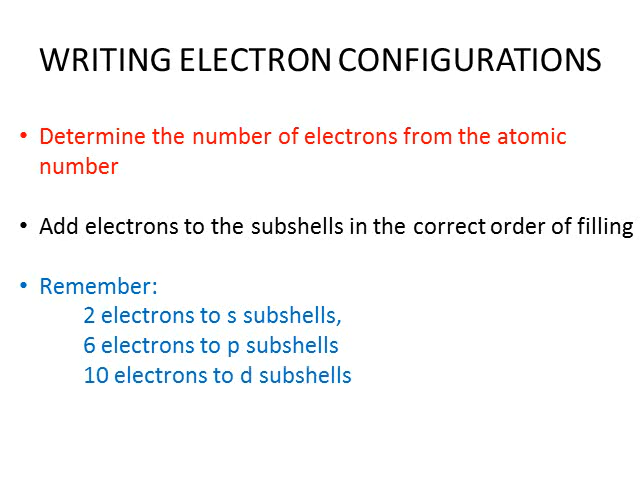 WRITING ELECTRON CONFIGURATIONS
• Determine the number of electrons from the atomic
number
• Add electrons to the subshells in the correct order of filling
• Remember:
2 electrons to s subshells,
6 electrons to p subshells
10 electrons to d subshells